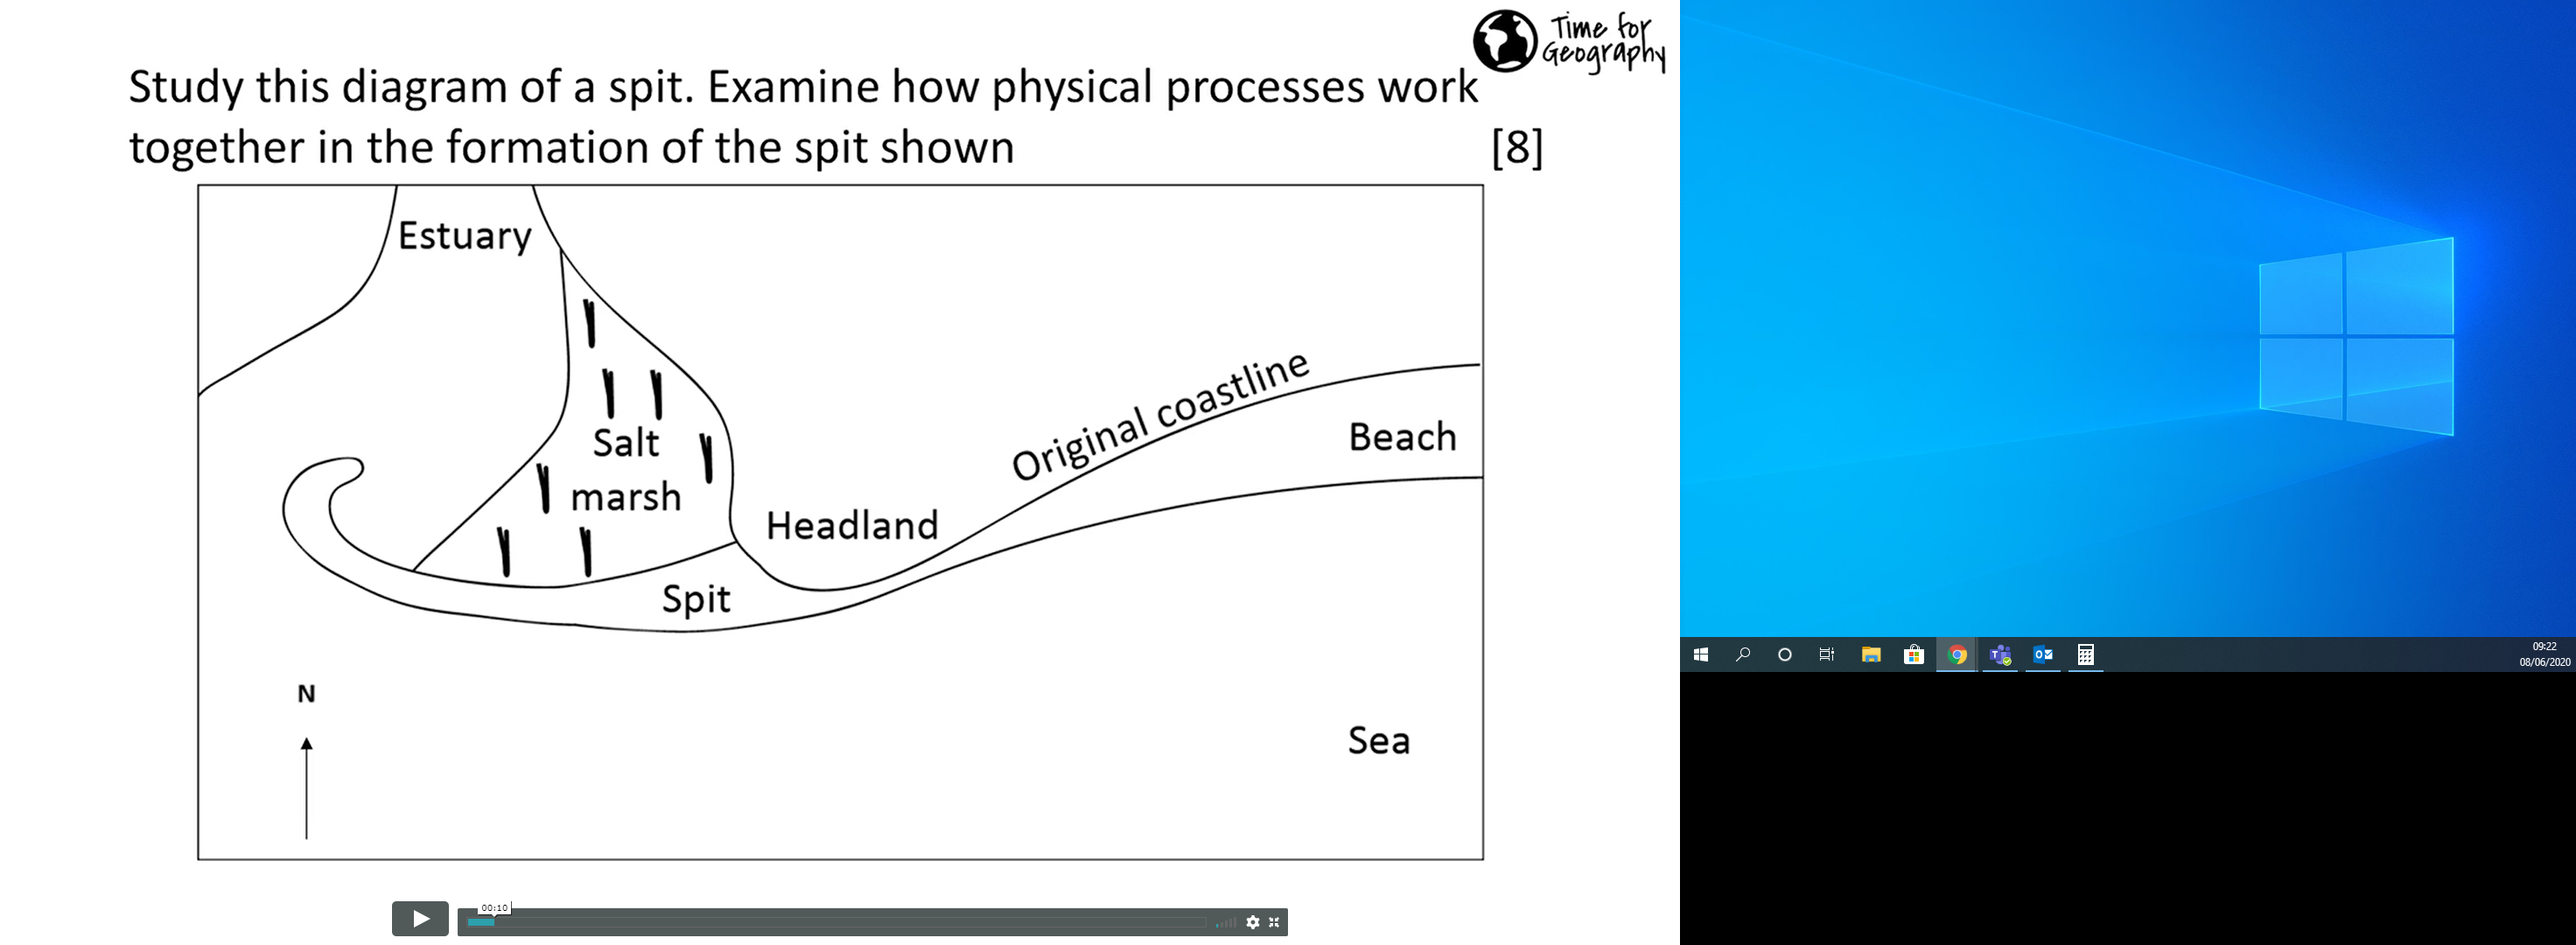 Time for
Geography
Study this diagram of a spit. Examine how physical processes work
together in the formation of the spit shown [8]
Estuary
Salt
marsh
Original coastline
Beach
Headland
Spit
N
Sea
00:10
09:22
08/06/2020